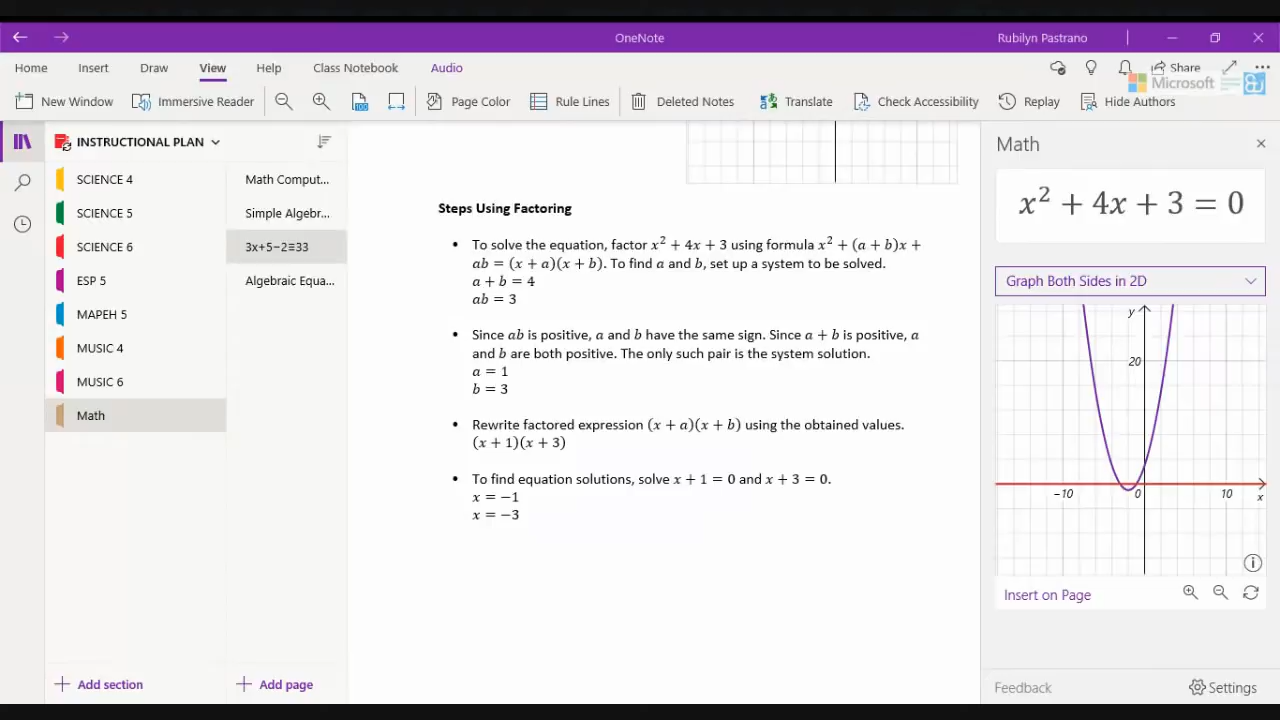 OneNote
Rubilyn Pastrano
Home
Insert
Draw
View
Help
Class Notebook
Audio
Share
Microsoft
New Window
Immersive Reader
100
Page Color
Rule Lines
Deleted Notes
Translate
Check Accessibility
Replay
Hide Authors
INSTRUCTIONAL PLAN
SCIENCE 4
SCIENCE 5
SCIENCE 6
ESP 5
MAPEH 5
MUSIC 4
MUSIC 6
Math
Add section
Math Comput...
Simple Algebr...
3x+5−2=33
Algebraic Equa...
Add page
Steps Using Factoring
• To solve the equation, factor x² + 4x + 3 using formula x² + (a + b)x +
ab = (x + a)(x + b). To find a and b, set up a system to be solved.
a + b = 4
ab = 3
• Since ab is positive, a and b have the same sign. Since a + b is positive, a
and b are both positive. The only such pair is the system solution.
a = 1
b = 3
• Rewrite factored expression (x + a)(x + b) using the obtained values.
(x + 1)(x + 3)
• To find equation solutions, solve x + 1 = 0 and x + 3 = 0.
x = −1
x = −3
Math
x² + 4x + 3 = 0
Graph Both Sides in 2D
y
20
−10
0
10
x
Insert on Page
Feedback
Settings